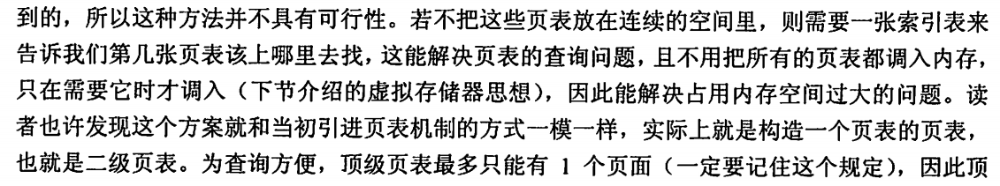 到的，所以这种方法并不具有可行性。若不把这些页表放在连续的空间里，则需要一张索引表来
告诉我们第几张页表该上哪里去找，这能解决页表的查询问题，且不用把所有的页表都调入内存，
只在需要它时才调入（下节介绍的虚拟存储器思想），因此能解决占用内存空间过大的问题。读
者也许发现这个方案就和当初引进页表机制的方式一模一样，实际上就是构造一个页表的页表，
也就是二级页表。为查询方便，顶级页表最多只能有 1 个页面（一定要记住这个规定），因此顶